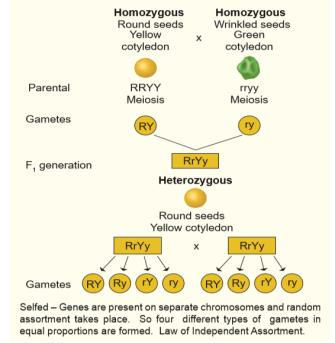 Homozygous Homozygous
Round seeds Wrinkled seeds
Yellow x Green
cotyledon cotyledon
Parental RRYY rryy
Meiosis Meiosis
Gametes RY ry
F1 generation RrYy
Heterozygous
Round seeds
Yellow cotyledon
RrYy x RrYy
Gametes RY Ry rY ry RY Ry rY ry
Selfed – Genes are present on separate chromosomes and random
assortment takes place. So four different types of gametes in
equal proportions are formed. Law of Independent Assortment.